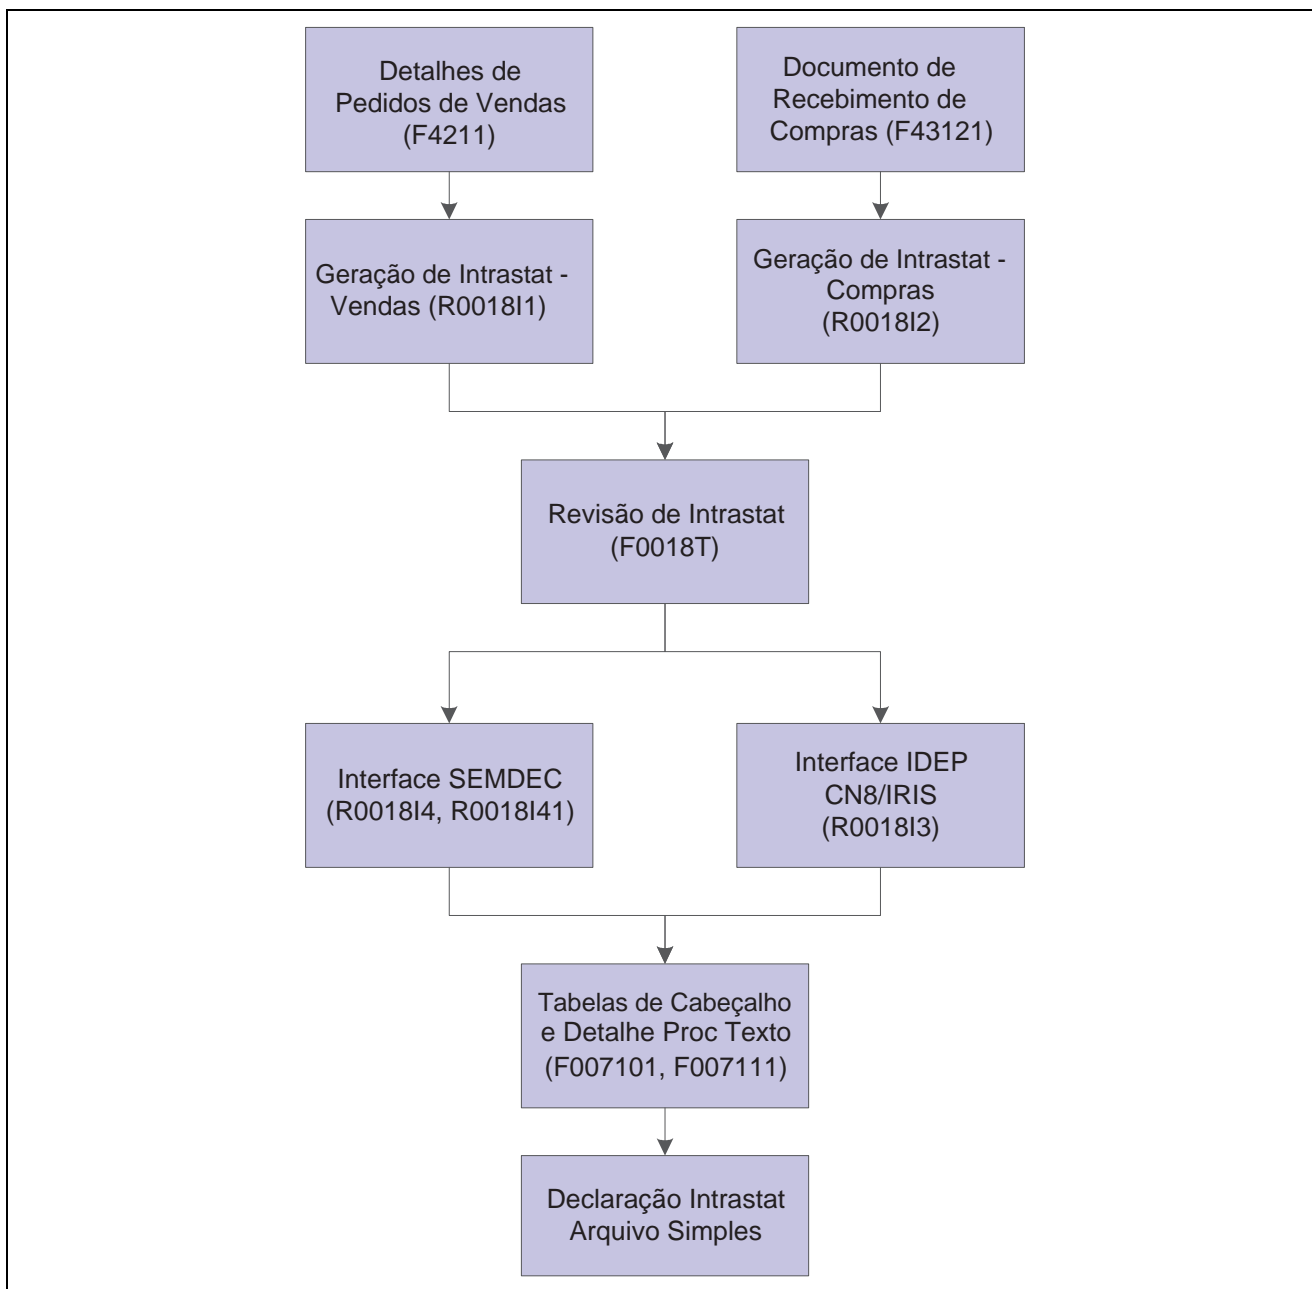 Detalhes de
Pedidos de Vendas
(F4211)
Documento de
Recebimento de
Compras (F43121)
Geração de Intrastat -
Vendas (R0018I1)
Geração de Intrastat -
Compras
(R0018I2)
Revisão de Intrastat
(F0018T)
Interface SEMDEC
(R0018I4, R0018I41)
Interface IDEP
CN8/IRIS
(R0018I3)
Tabelas de Cabeçalho
e Detalhe Proc Texto
(F007101, F007111)
Declaração Intrastat
Arquivo Simples